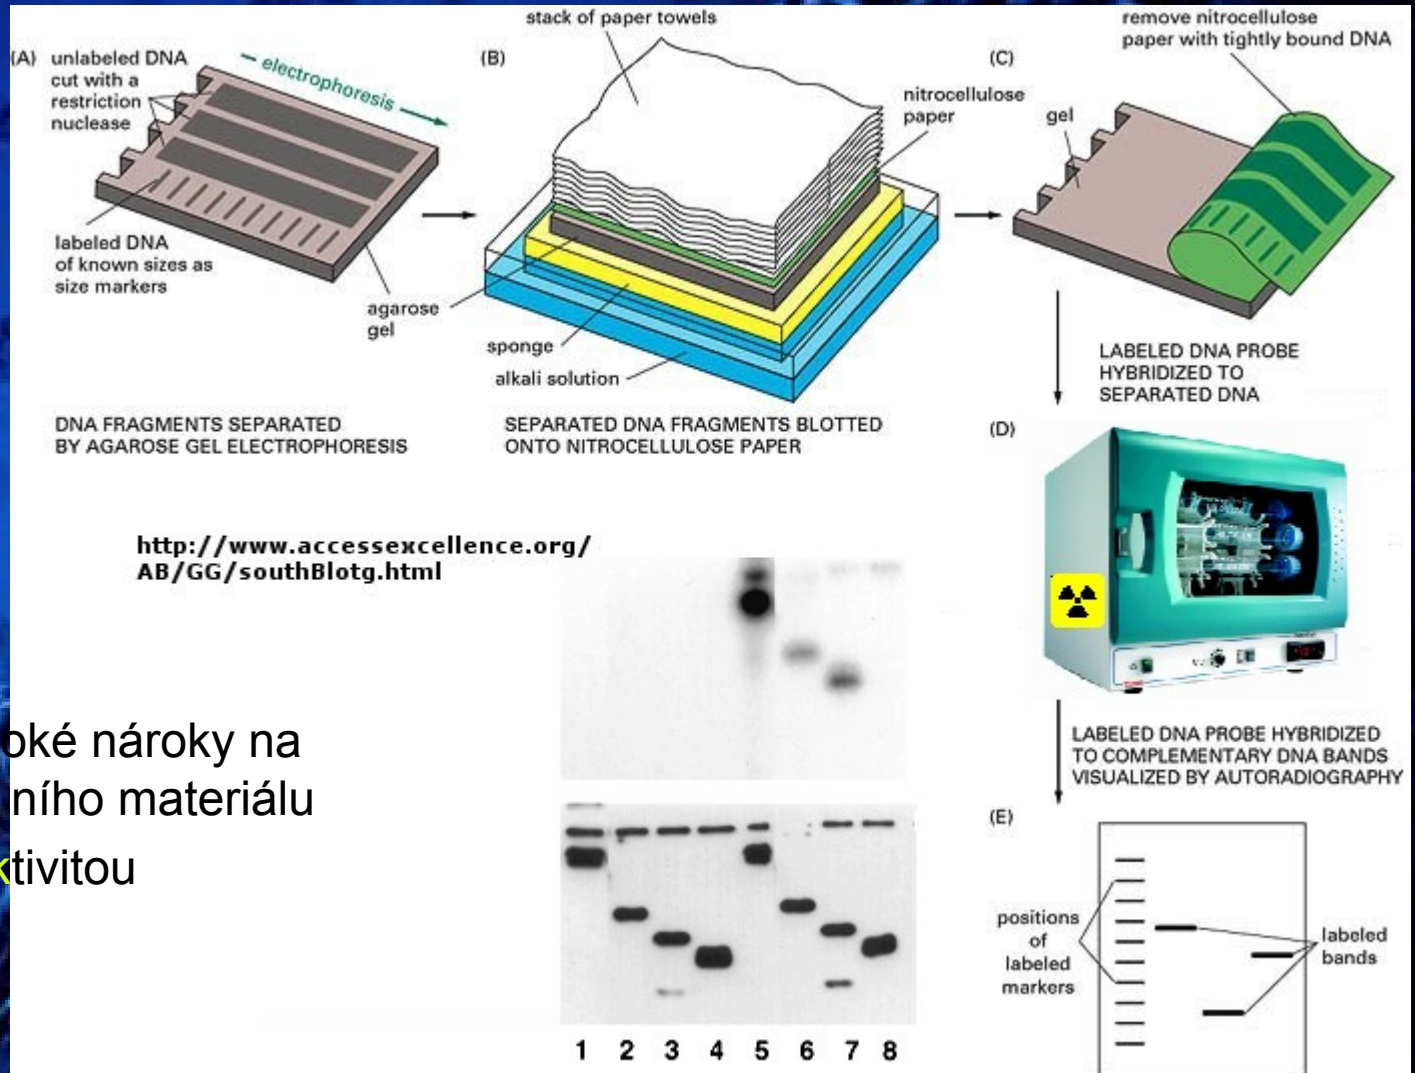 stack of paper towels
remove nitrocellulose
paper with tightly bound DNA
(A) unlabeled DNA
cut with a
restriction
nuclease
electrophoresis
(B)
(C)
nitrocellulose
paper
gel
labeled DNA
of known sizes as
size markers
agarose
gel
sponge
alkali solution
LABELED DNA PROBE
HYBRIDIZED TO
SEPARATED DNA
DNA FRAGMENTS SEPARATED
BY AGAROSE GEL ELECTROPHORESIS
SEPARATED DNA FRAGMENTS BLOTTED
ONTO NITROCELLULOSE PAPER
(D)
http://www.accessexcellence.org/
AB/GG/southBlotg.html
oké nároky na
ního materiálu
ktivitou
LABELED DNA PROBE HYBRIDIZED
TO COMPLEMENTARY DNA BANDS
VISUALIZED BY AUTORADIOGRAPHY
(E)
positions
of
labeled
markers
labeled
bands
1 2 3 4 5 6 7 8